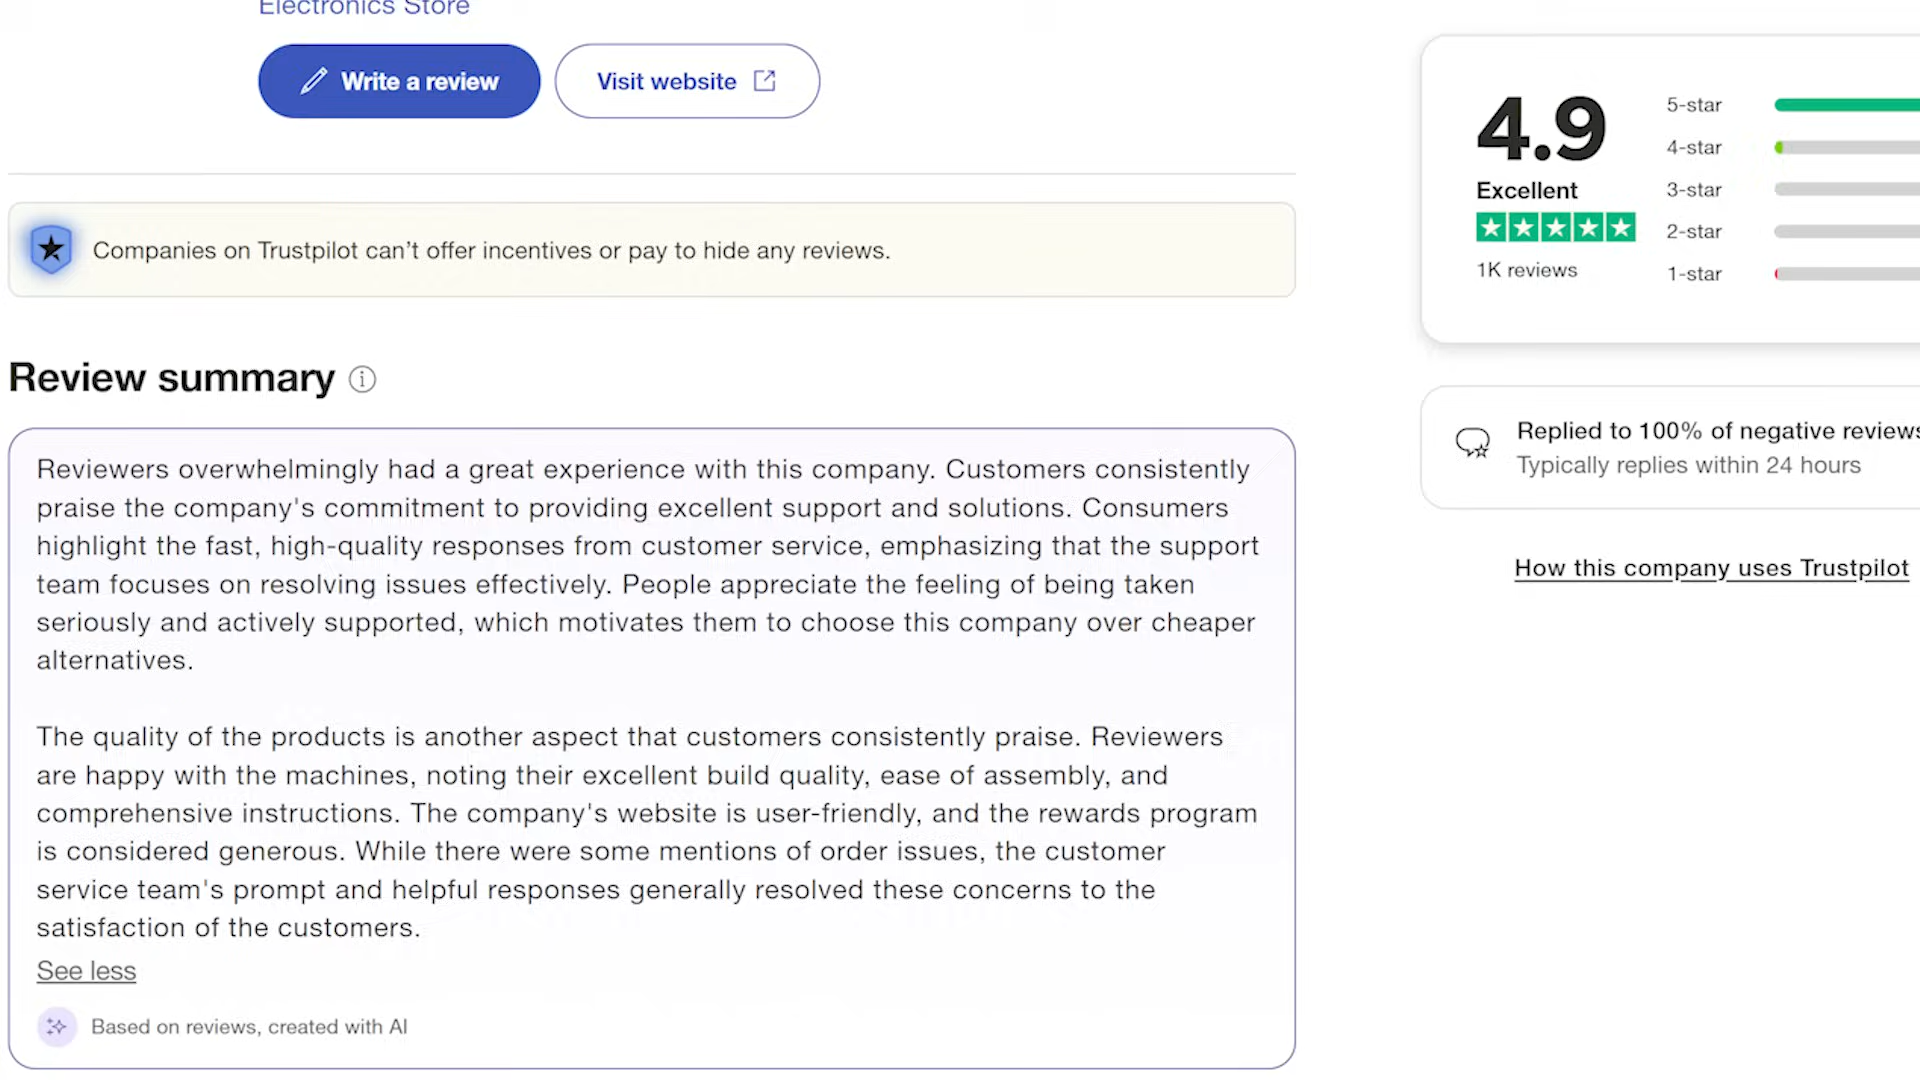 Electronics Store
Write a review
Visit website
Companies on Trustpilot can’t offer incentives or pay to hide any reviews.
Review summary
Reviewers overwhelmingly had a great experience with this company. Customers consistently
praise the company's commitment to providing excellent support and solutions. Consumers
highlight the fast, high-quality responses from customer service, emphasizing that the support
team focuses on resolving issues effectively. People appreciate the feeling of being taken
seriously and actively supported, which motivates them to choose this company over cheaper
alternatives.
The quality of the products is another aspect that customers consistently praise. Reviewers
are happy with the machines, noting their excellent build quality, ease of assembly, and
comprehensive instructions. The company's website is user-friendly, and the rewards program
is considered generous. While there were some mentions of order issues, the customer
service team's prompt and helpful responses generally resolved these concerns to the
satisfaction of the customers.
See less
Based on reviews, created with AI
4.9
Excellent
1K reviews
5-star
4-star
3-star
2-star
1-star
Replied to 100% of negative reviews
Typically replies within 24 hours
How this company uses Trustpilot